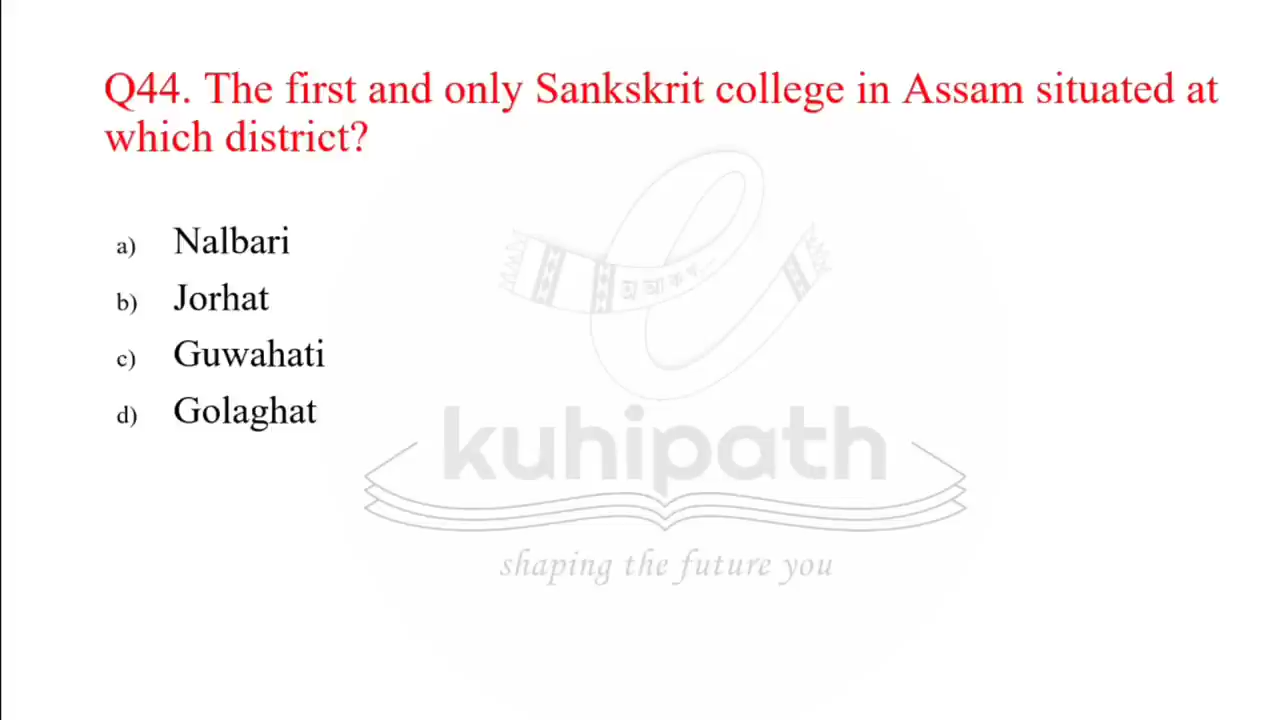 Q44. The first and only Sankskrit college in Assam situated at
which district?
a) Nalbari
b) Jorhat
c) Guwahati
d) Golaghat
অ আ ক খ...
kuhipath
shaping the future you